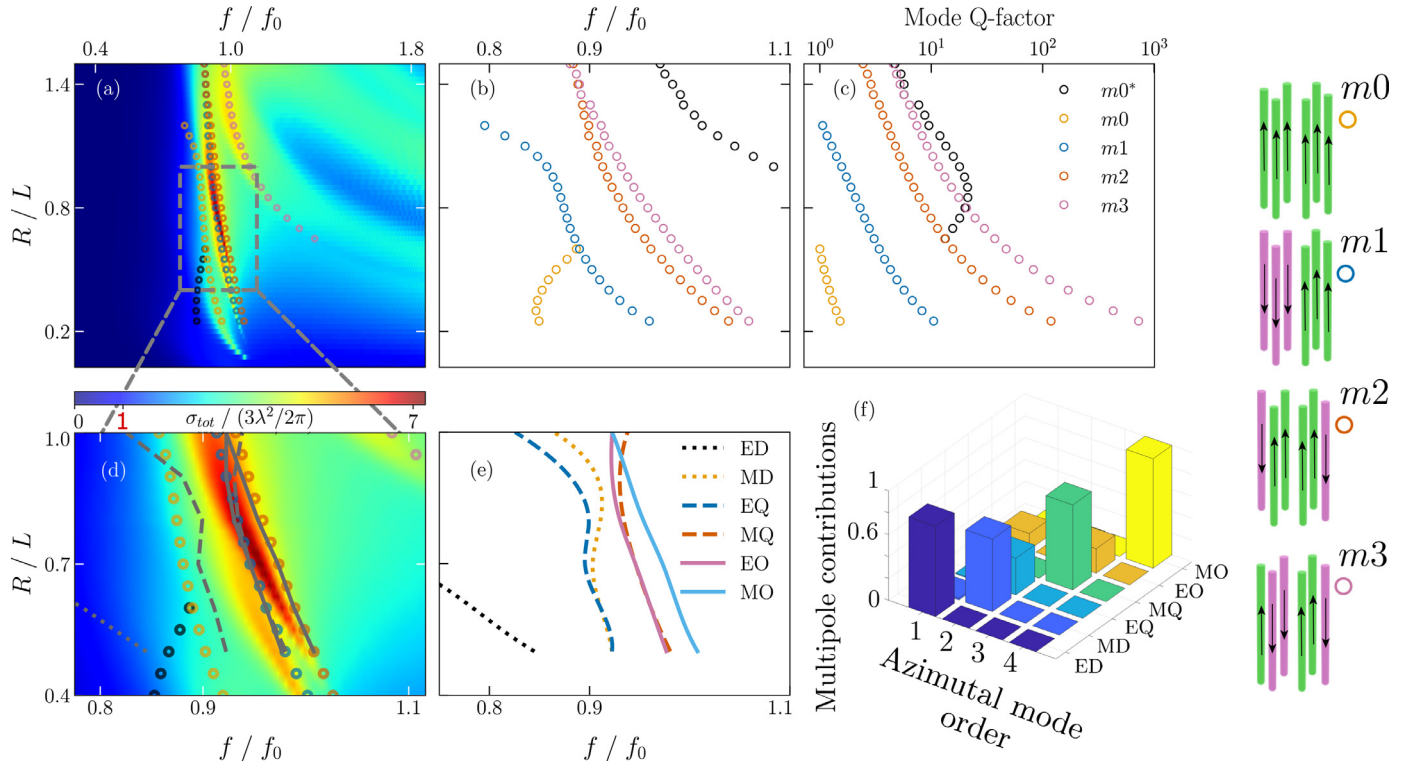 f / f0
f / f0
Mode Q-factor
0.4
1.0
1.8
0.8
0.9
1.1
10^0
10^1
10^2
10^3
R / L
1.4
0.8
0.2
(a)
(b)
(c)
m0*
m0
m1
m2
m3
m0
m1
m2
m3
0
1
σtot / (3λ²/2π)
7
R / L
1.0
0.7
0.4
(d)
0.8
0.9
1.1
f / f0
(e)
ED
MD
EQ
MQ
EO
MO
0.8
0.9
1.1
f / f0
(f)
Multipole contributions
1
0.6
0
1
2
3
4
Azimutal mode
order
ED
MD
EQ
MQ
EO
MO